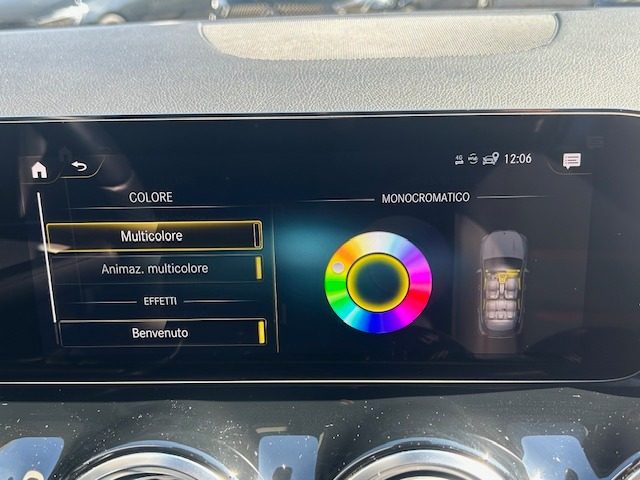 12:06
COLORE
MONOCROMATICO
Multicolore
Animaz. multicolore
EFFETTI
Benvenuto